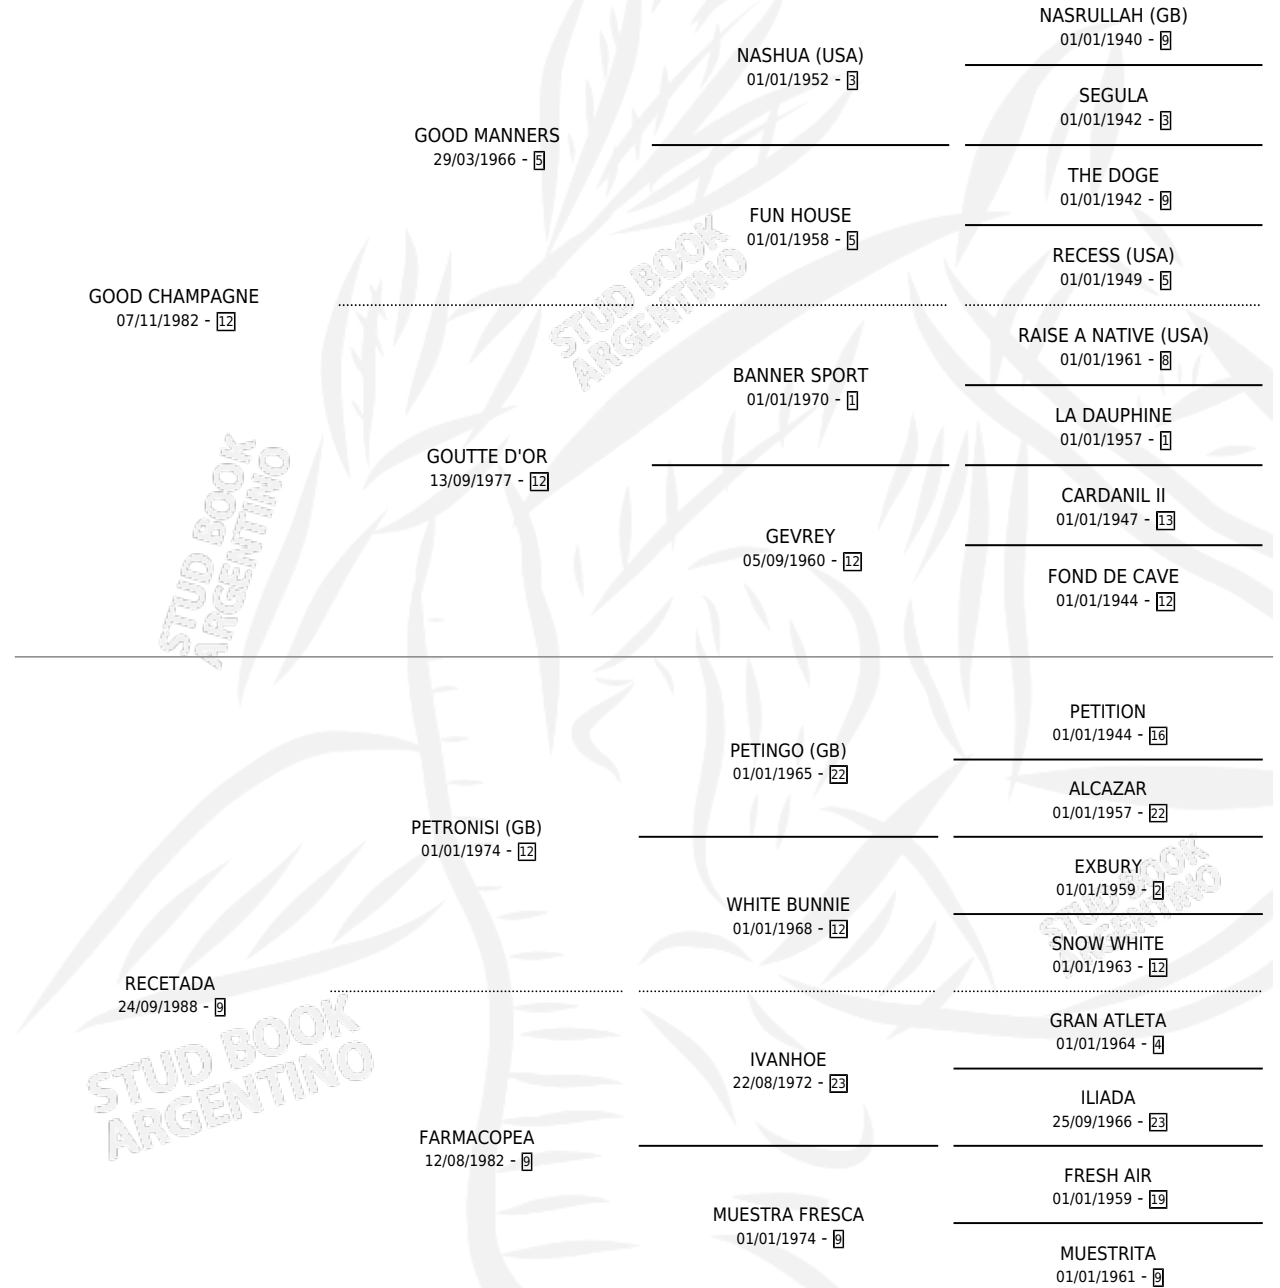 NASRULLAH (GB)
01/01/1940 - 9
NASHUA (USA)
01/01/1952 - 3
SEGULA
01/01/1942 - 3
GOOD MANNERS
29/03/1966 - 5
THE DOGE
01/01/1942 - 9
FUN HOUSE
01/01/1958 - 5
RECESS (USA)
01/01/1949 - 5
GOOD CHAMPAGNE
07/11/1982 - 12
RAISE A NATIVE (USA)
01/01/1961 - 8
BANNER SPORT
01/01/1970 - 1
LA DAUPHINE
01/01/1957 - 1
GOUTTE D'OR
13/09/1977 - 12
CARDANIL II
01/01/1947 - 13
GEVREY
05/09/1960 - 12
FOND DE CAVE
01/01/1944 - 12
PETITION
01/01/1944 - 16
PETINGO (GB)
01/01/1965 - 22
ALCAZAR
01/01/1957 - 22
PETRONISI (GB)
01/01/1974 - 12
EXBURY
01/01/1959 - 2
WHITE BUNNIE
01/01/1968 - 12
SNOW WHITE
01/01/1963 - 12
RECETADA
24/09/1988 - 9
GRAN ATLETA
01/01/1964 - 4
IVANHOE
22/08/1972 - 23
ILIADA
25/09/1966 - 23
FARMACOPEA
12/08/1982 - 9
FRESH AIR
01/01/1959 - 19
MUESTRA FRESCA
01/01/1974 - 9
MUESTRITA
01/01/1961 - 9
STUD BOOK
ARGENTINO
STUD BOOK
ARGENTINO
STUD BOOK
ARGENTINO
STUD BOOK
ARGENTINO